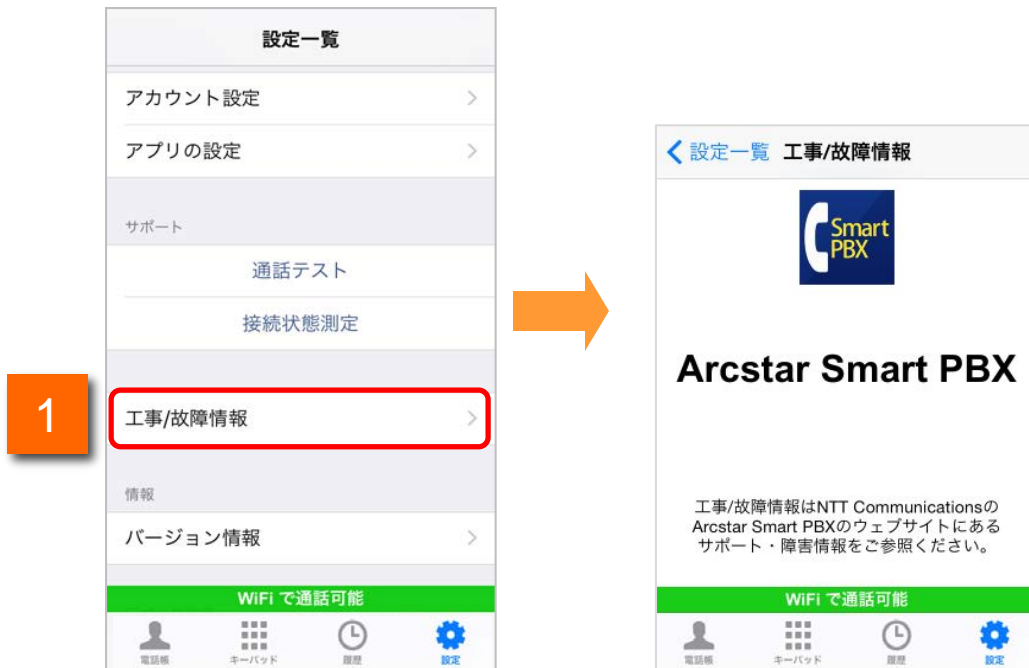 設定一覧
アカウント設定
アプリの設定
サポート
通話テスト
接続状態測定
1
工事/故障情報
情報
バージョン情報
WiFi で通話可能
電話帳
キーパッド
履歴
設定
設定一覧 工事/故障情報
Smart
PBX
Arcstar Smart PBX
工事/故障情報はNTT Communicationsの
Arcstar Smart PBXのウェブサイトにある
サポート・障害情報をご参照ください。
WiFi で通話可能
電話帳
キーパッド
履歴
設定